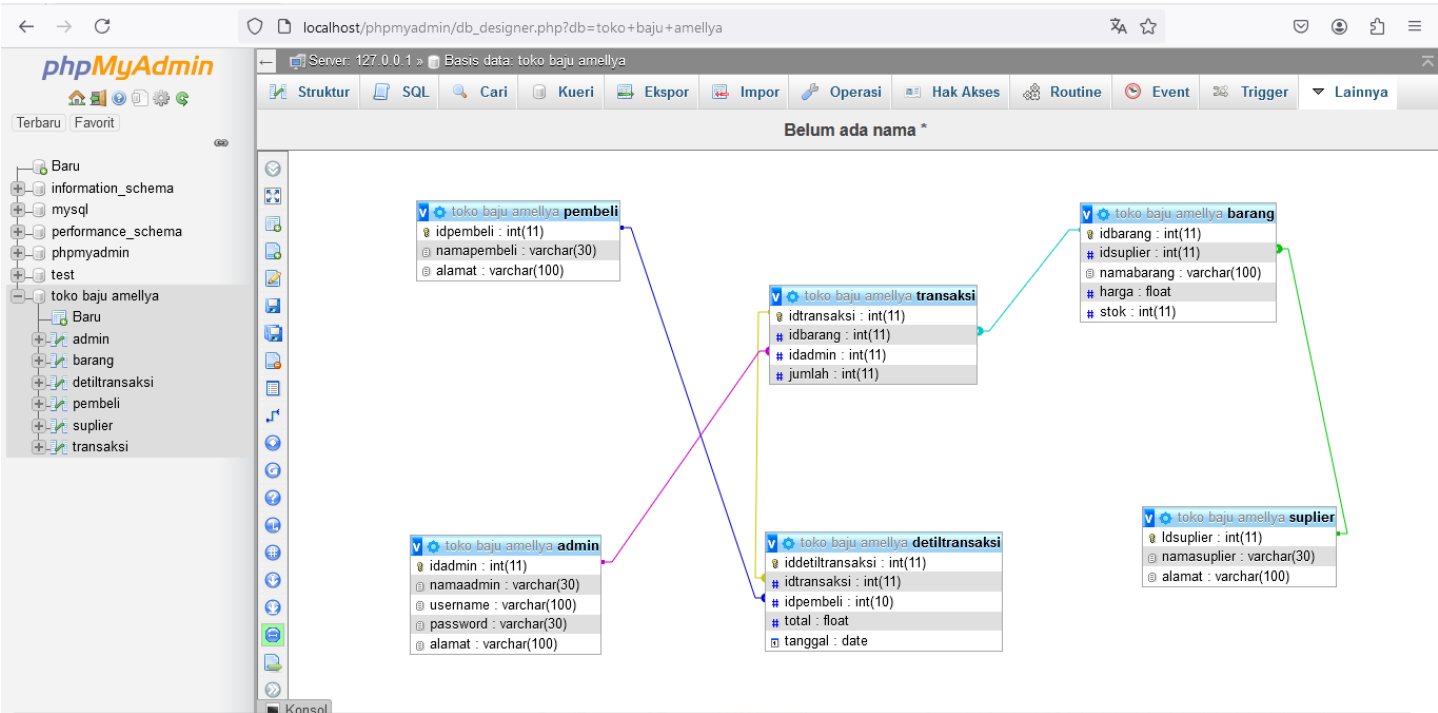 localhost/phpmyadmin/db_designer.php?db=toko+baju+amellya
phpMyAdmin
Terbaru Favorit
Baru
information_schema
mysql
performance_schema
phpmyadmin
test
toko baju amellya
Baru
admin
barang
detiltransaksi
pembeli
suplier
transaksi
Server: 127.0.0.1 » Basis data: toko baju amellya
Struktur SQL Cari Kueri Ekspor Impor Operasi Hak Akses Routine Event Trigger Lainnya
Belum ada nama *
v toko baju amellya pembeli
idpembeli : int(11)
namapembeli : varchar(30)
alamat : varchar(100)
v toko baju amellya barang
idbarang : int(11)
# idsuplier : int(11)
namabarang : varchar(100)
# harga : float
# stok : int(11)
v toko baju amellya transaksi
idtransaksi : int(11)
# idbarang : int(11)
# idadmin : int(11)
# jumlah : int(11)
v toko baju amellya admin
idadmin : int(11)
namaadmin : varchar(30)
username : varchar(100)
password : varchar(30)
alamat : varchar(100)
v toko baju amellya detiltransaksi
iddetiltransaksi : int(11)
# idtransaksi : int(11)
# idpembeli : int(10)
# total : float
tanggal : date
v toko baju amellya suplier
Idsuplier : int(11)
namasuplier : varchar(30)
alamat : varchar(100)
Konsol